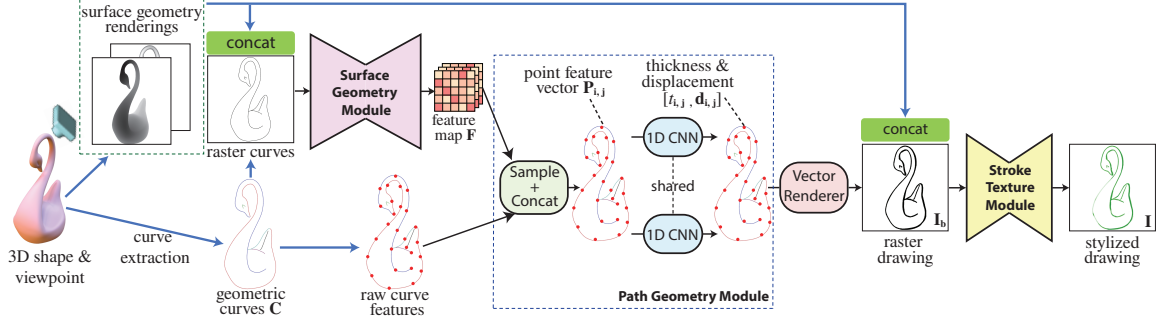 surface geometry
renderings
concat
raster curves
Surface
Geometry
Module
feature
map F
point feature
vector P_{i,j}
thickness &
displacement
[t_{i,j} , d_{i,j}]
1D CNN
shared
1D CNN
Sample
+
Concat
Path Geometry Module
Vector
Renderer
concat
I_b
raster
drawing
Stroke
Texture
Module
I
stylized
drawing
3D shape &
viewpoint
curve
extraction
geometric
curves C
raw curve
features